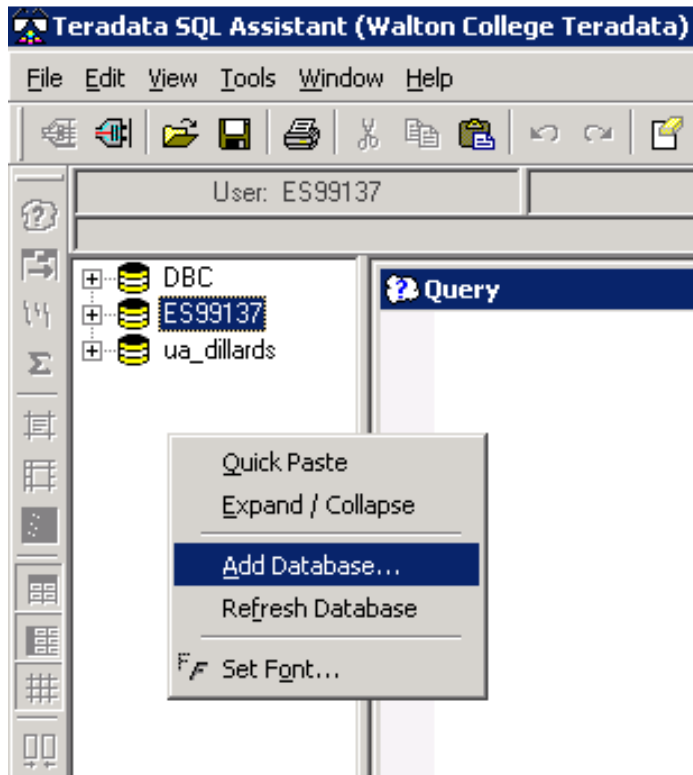 Teradata SQL Assistant (Walton College Teradata)
File Edit View Tools Window Help
User: ES99137
DBC
ES99137
ua_dillards
Query
Quick Paste
Expand / Collapse
Add Database...
Refresh Database
Set Font...